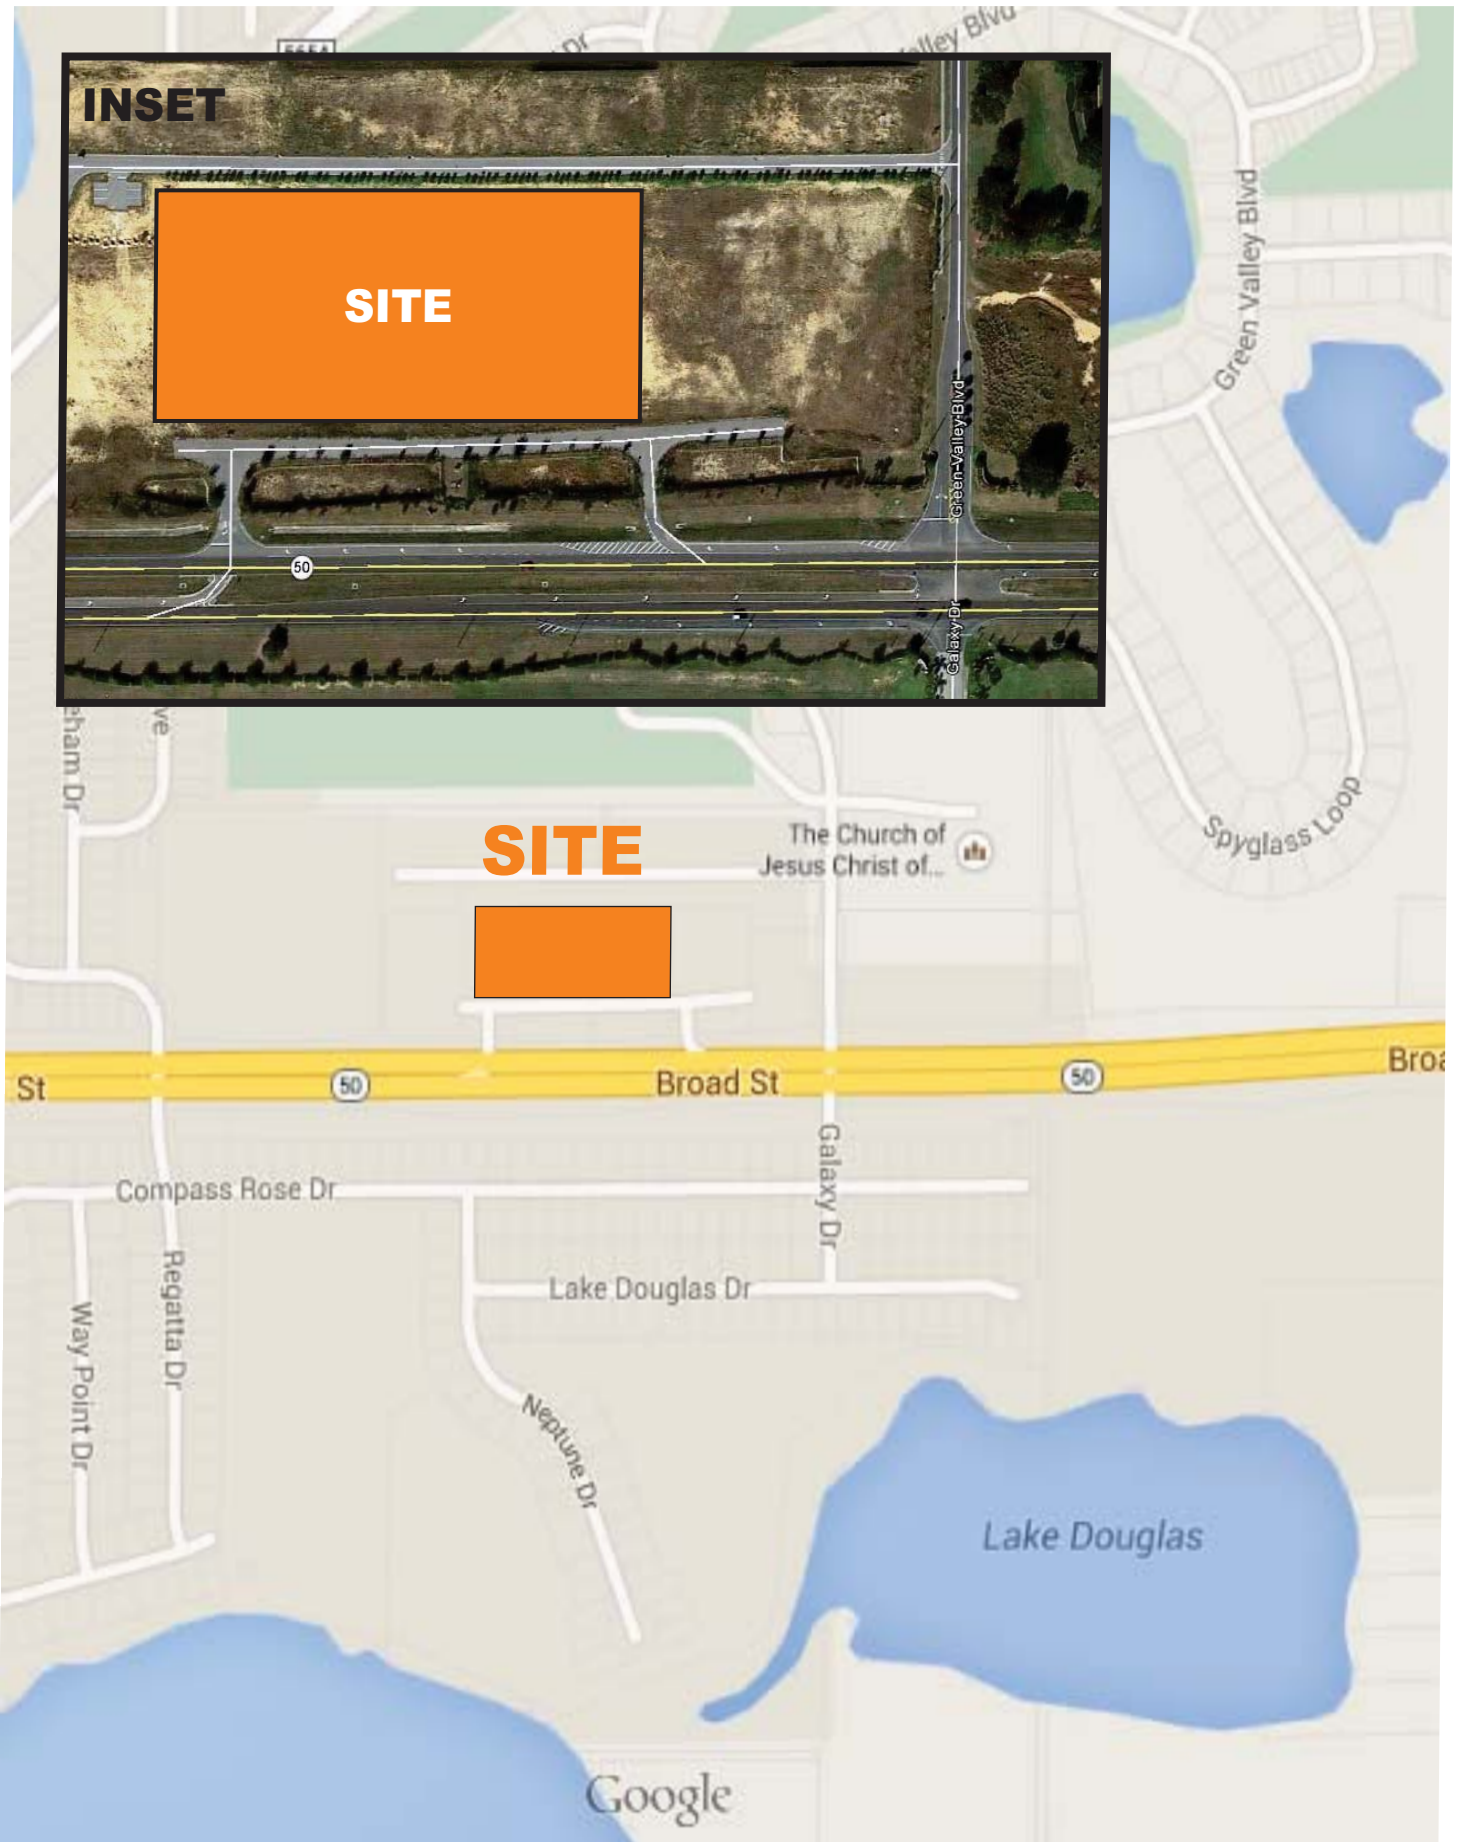 Dr
INSET
SITE
Green Valley Blvd
50
Galaxy Dr
Green Valley Blvd
SITE
The Church of
Jesus Christ of...
Spyglass Loop
St
50
Broad St
50
Compass Rose Dr
Galaxy Dr
Regatta Dr
Way Point Dr
Lake Douglas Dr
Neptune Dr
Lake Douglas
Google